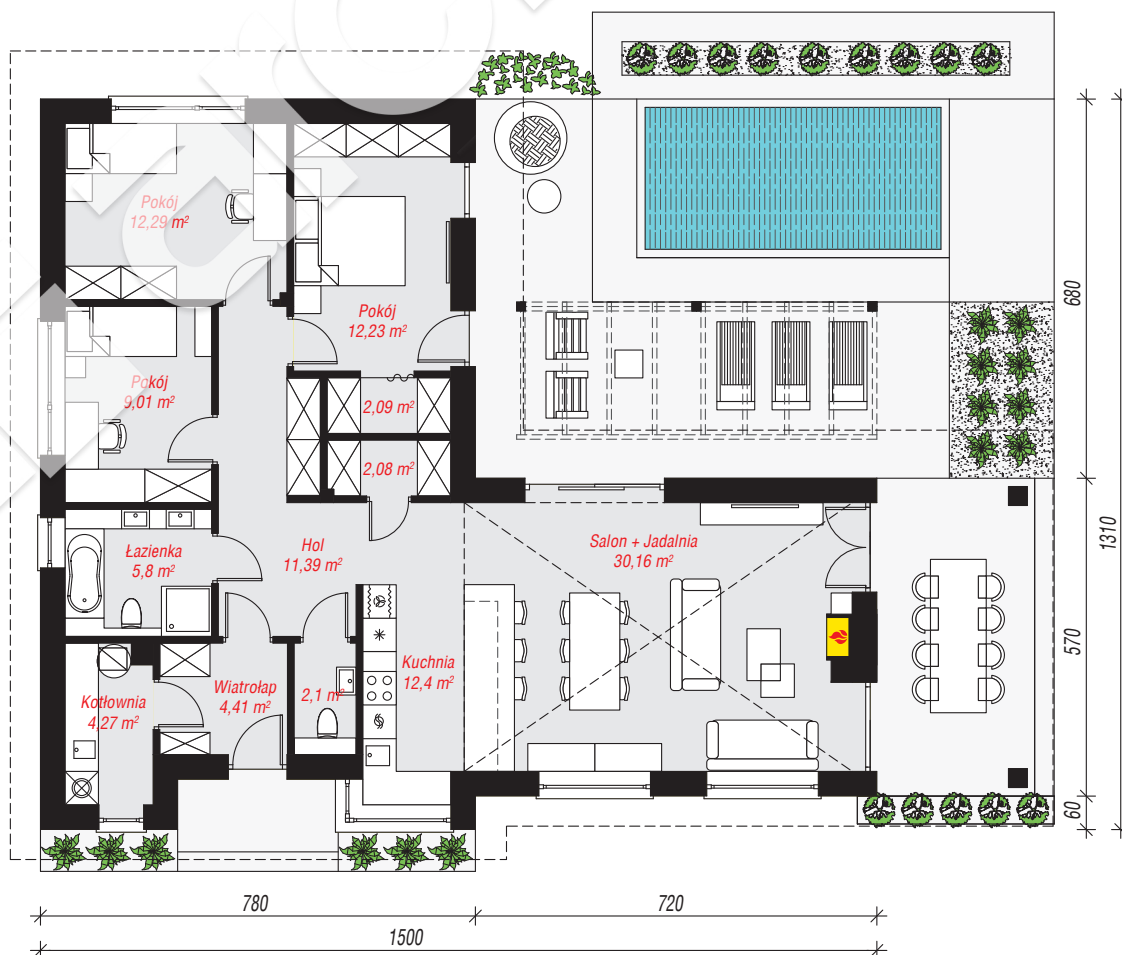 Pokój
12,29 m²
Pokój
12,23 m²
Pokój
9,01 m²
2,09 m²
2,08 m²
Łazienka
5,8 m²
Hol
11,39 m²
Salon + Jadalnia
30,16 m²
Kuchnia
12,4 m²
Kotłownia
4,27 m²
Wiatrołap
4,41 m²
2,1 m²
680
570
60
1310
780
720
1500